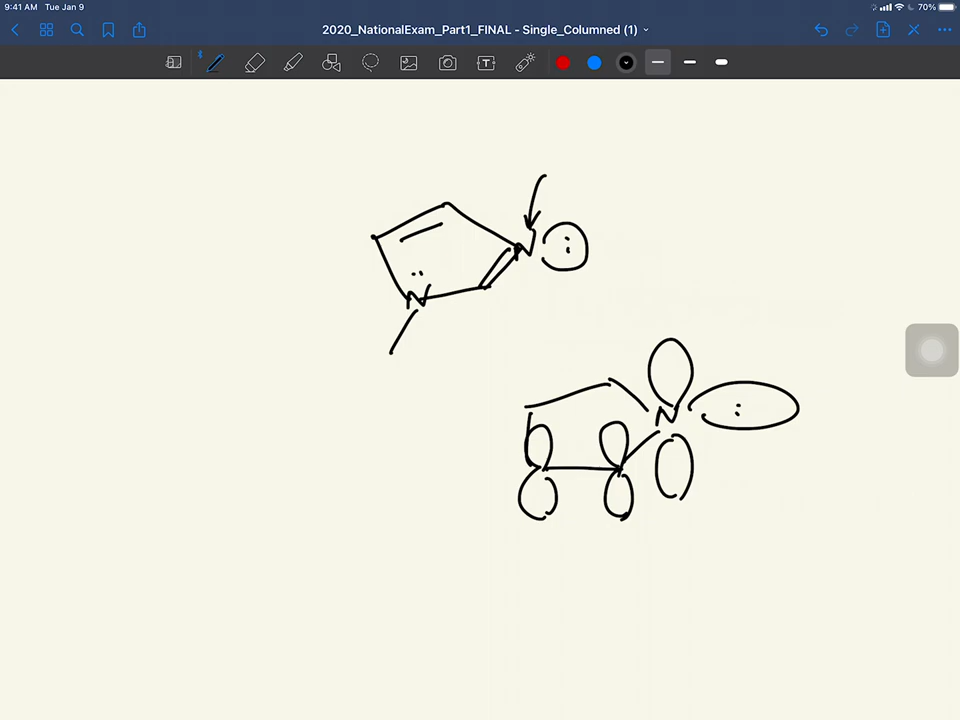 9:41 AM Tue Jan 9
70%
2020_NationalExam_Part1_FINAL - Single_Columned (1)
T
N :
··
N
N :